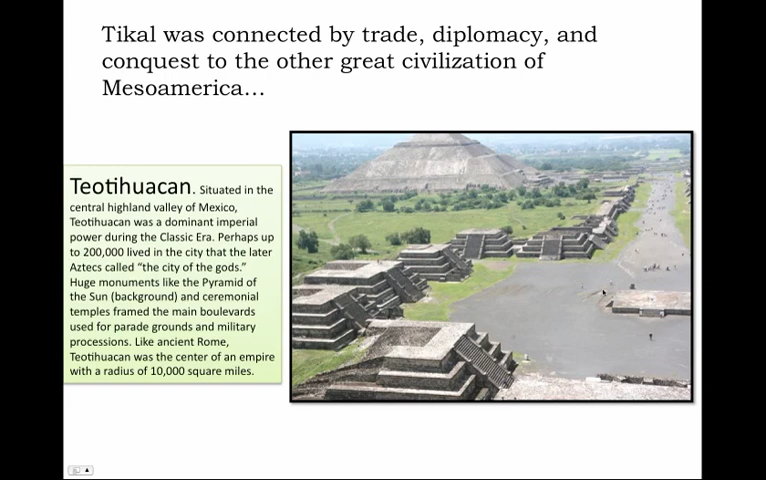 Tikal was connected by trade, diplomacy, and
conquest to the other great civilization of
Mesoamerica…
Teotihuacan. Situated in the
central highland valley of Mexico,
Teotihuacan was a dominant imperial
power during the Classic Era. Perhaps up
to 200,000 lived in the city that the later
Aztecs called “the city of the gods.”
Huge monuments like the Pyramid of
the Sun (background) and ceremonial
temples framed the main boulevards
used for parade grounds and military
processions. Like ancient Rome,
Teotihuacan was the center of an empire
with a radius of 10,000 square miles.